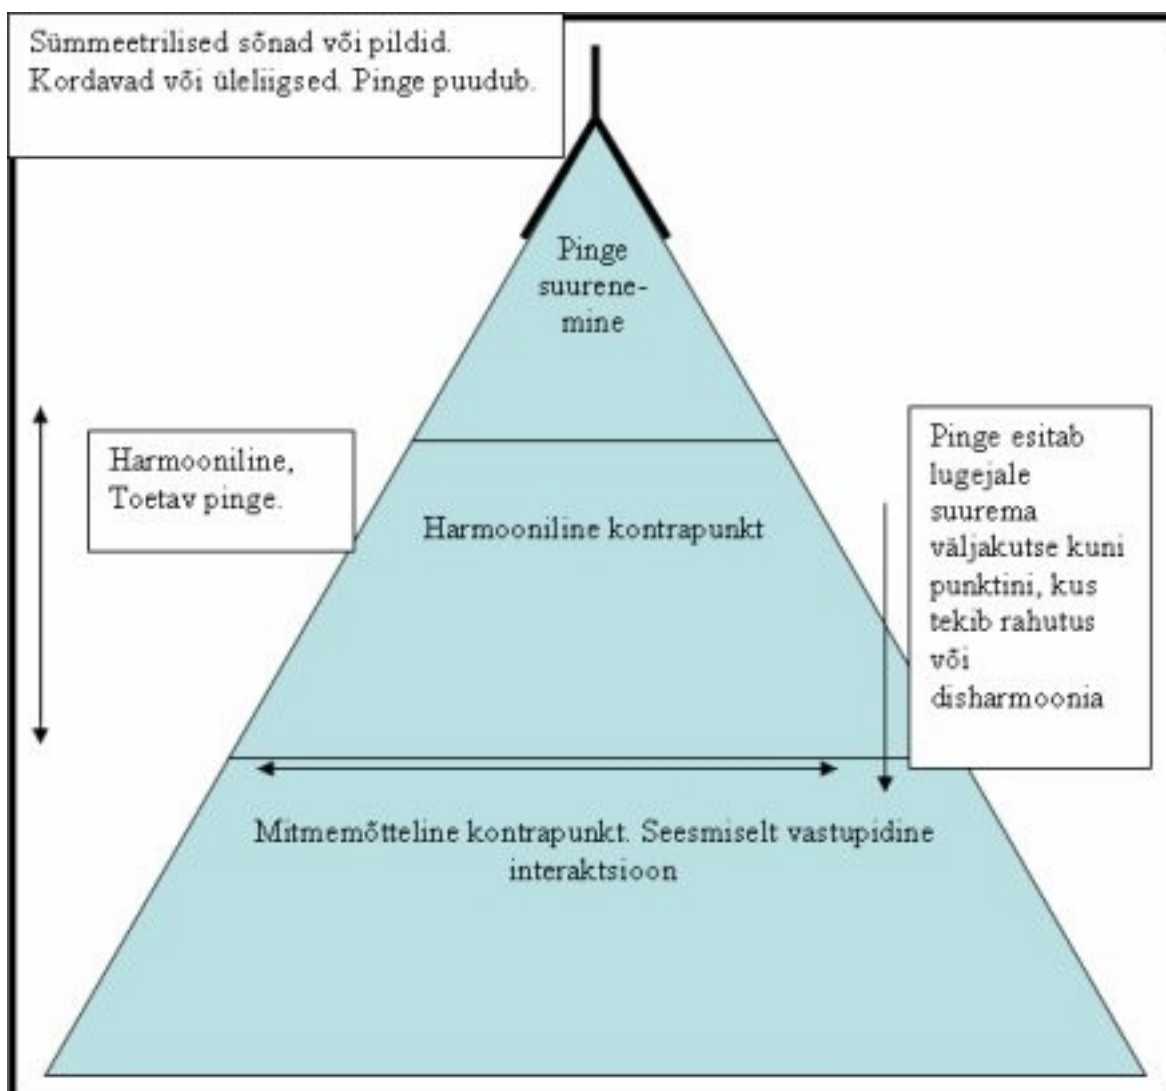 Sümmeetrilised sõnad või pildid.
Kordavad või üleliigsed. Pinge puudub.
Pinge
suurene-
mine
Harmooniline,
Toetav pinge.
Harmooniline kontrapunkt
Pinge esitab
lugejale
suurema
väljakutse kuni
punktini, kus
tekib rahutus
või
disharmoonia
Mitmemõtteline kontrapunkt. Seesmiselt vastupidine
interaktsioon